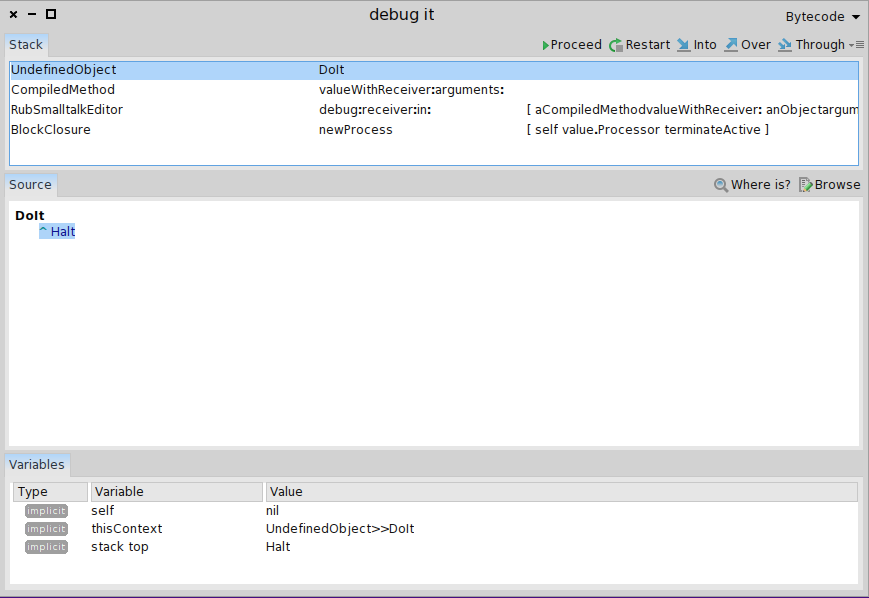 debug it
Bytecode
Stack Proceed Restart Into Over Through
UndefinedObject DoIt
CompiledMethod valueWithReceiver:arguments:
RubSmalltalkEditor debug:receiver:in: [ aCompiledMethodvalueWithReceiver: anObjectargum
BlockClosure newProcess [ self value.Processor terminateActive ]
Source Where is? Browse
DoIt
^ Halt
Variables
Type Variable Value
implicit self nil
implicit thisContext UndefinedObject>>DoIt
implicit stack top Halt